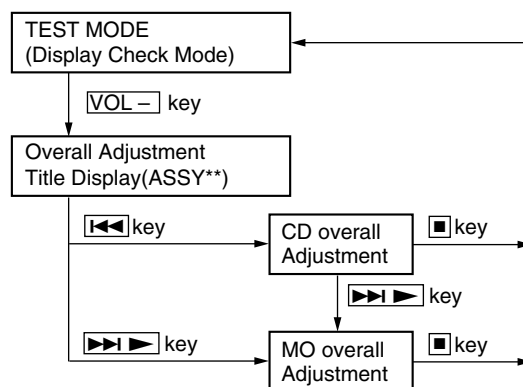 TEST MODE
(Display Check Mode)
VOL – key
Overall Adjustment
Title Display(ASSY**)
key
CD overall
Adjustment
key
key
key
MO overall
Adjustment
key